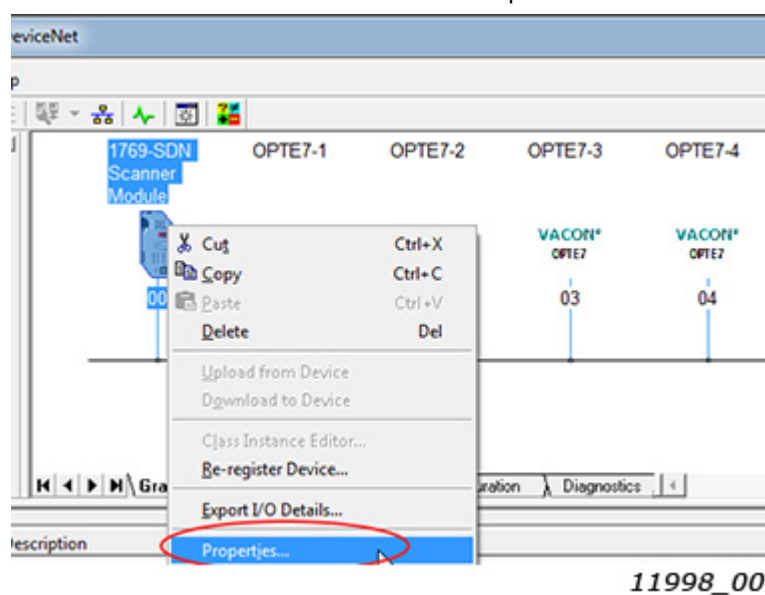 eviceNet
p
1769-SDN Scanner Module OPTE7-1 OPTE7-2 OPTE7-3 OPTE7-4
VACON® OPTE7 VACON® OPTE7
00 03 04
Cut Ctrl+X
Copy Ctrl+C
Paste Ctrl+V
Delete Del
Upload from Device
Download to Device
Class Instance Editor...
Re-register Device...
Gra uration Diagnostics
Export I/O Details...
escription
Properties...
11998_00